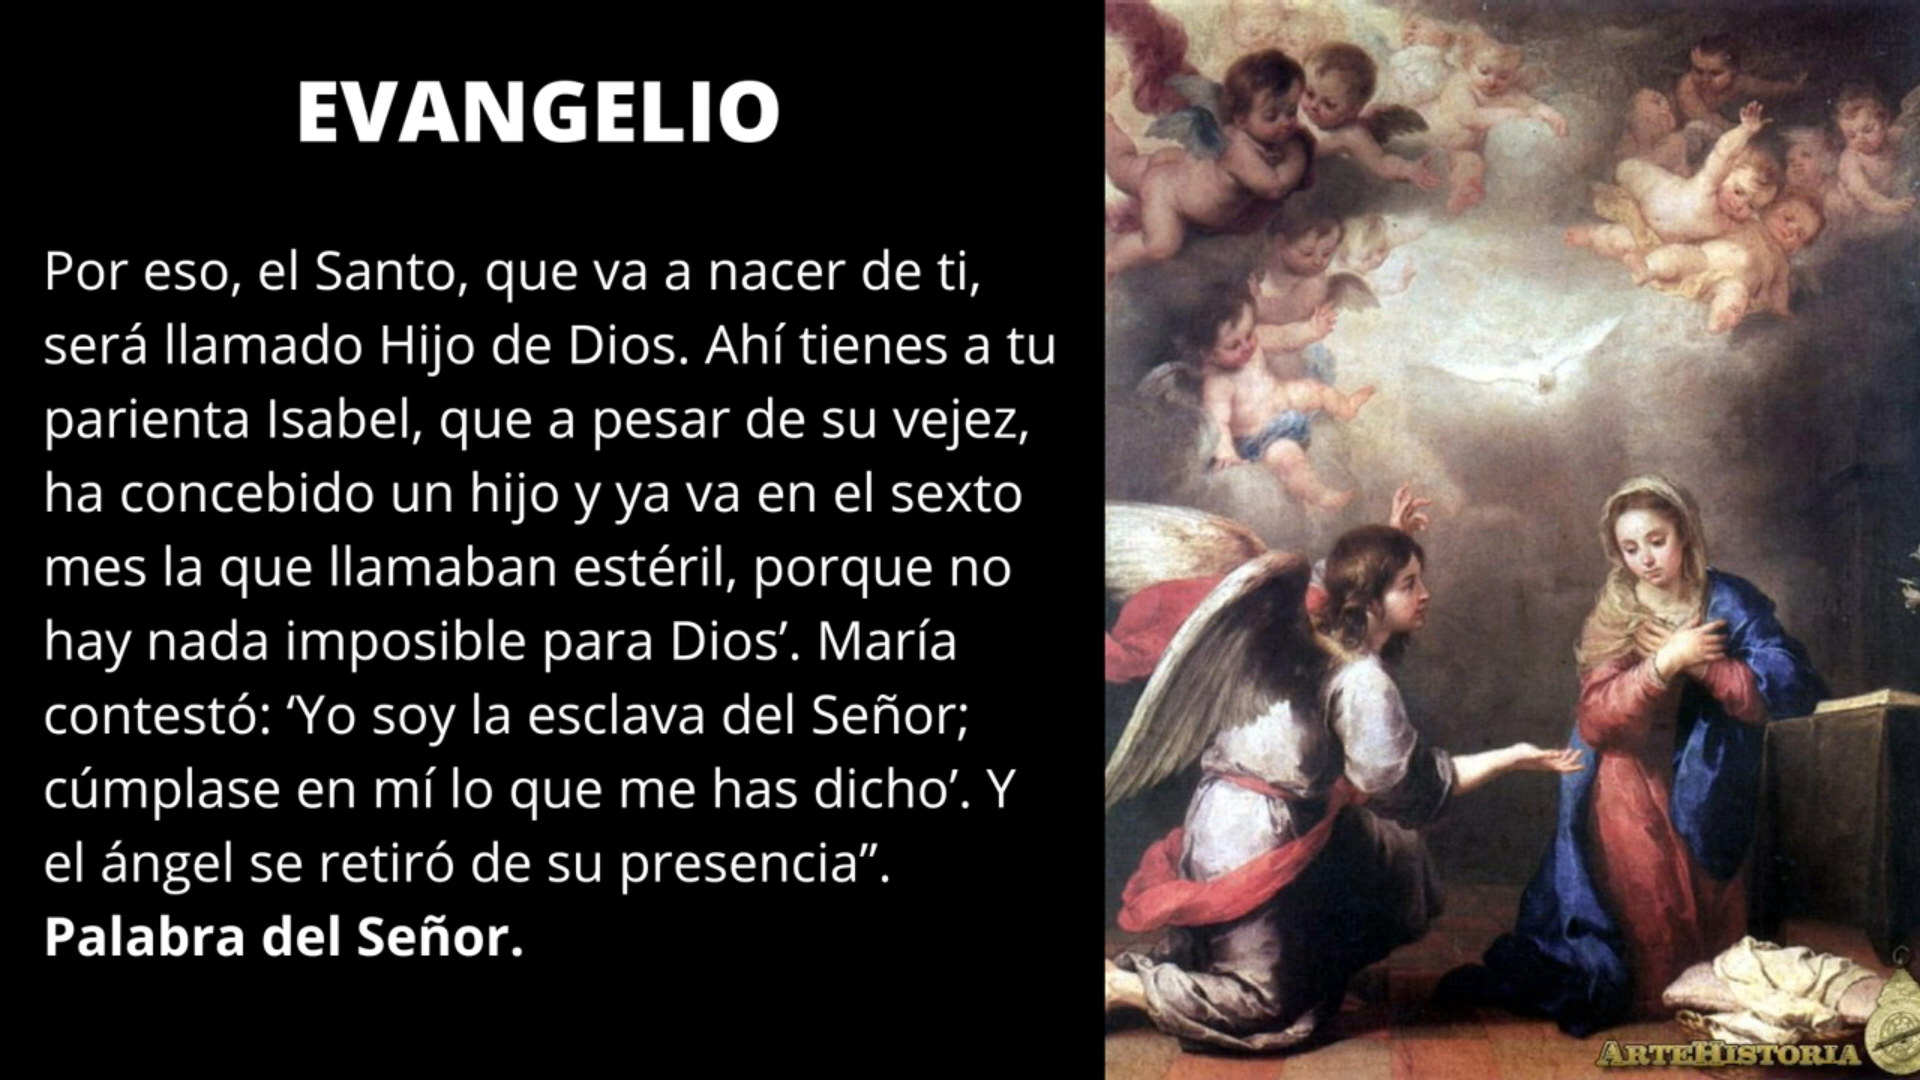 EVANGELIO
Por eso, el Santo, que va a nacer de ti,
será llamado Hijo de Dios. Ahí tienes a tu
parienta Isabel, que a pesar de su vejez,
ha concebido un hijo y ya va en el sexto
mes la que llamaban estéril, porque no
hay nada imposible para Dios’. María
contestó: ‘Yo soy la esclava del Señor;
cúmplase en mí lo que me has dicho’. Y
el ángel se retiró de su presencia”.
Palabra del Señor.
ARTEHISTORIA